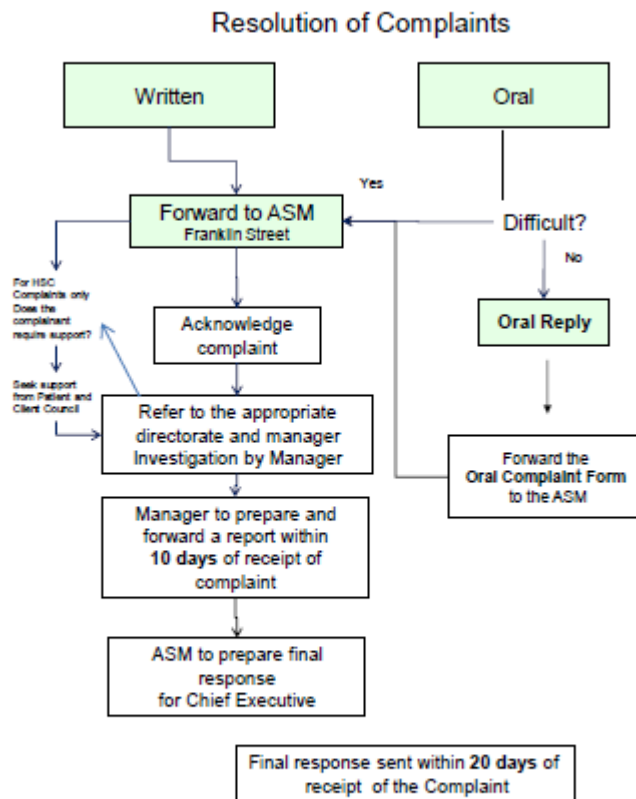 Resolution of Complaints
Written
Oral
Yes
Forward to ASM
Franklin Street
Difficult?
No
For HSC
Complaints only
Does the
complainant
require support?
Acknowledge
complaint
Oral Reply
Seek support
from Patient and
Client Council
Refer to the appropriate
directorate and manager
Investigation by Manager
Forward the
Oral Complaint Form
to the ASM
Manager to prepare and
forward a report within
10 days of receipt of
complaint
ASM to prepare final
response
for Chief Executive
Final response sent within 20 days of
receipt of the Complaint